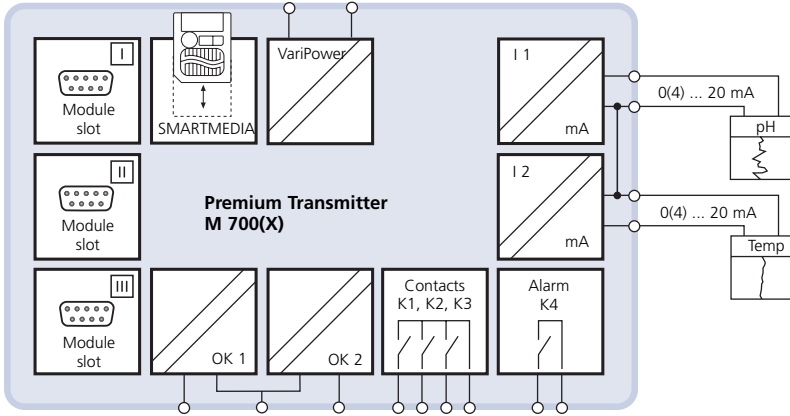 I
Module
slot
SMARTMEDIA
VariPower
I 1
mA
0(4) ... 20 mA
pH
II
Module
slot
Premium Transmitter
M 700(X)
I 2
mA
0(4) ... 20 mA
Temp
III
Module
slot
OK 1
OK 2
Contacts
K1, K2, K3
Alarm
K4